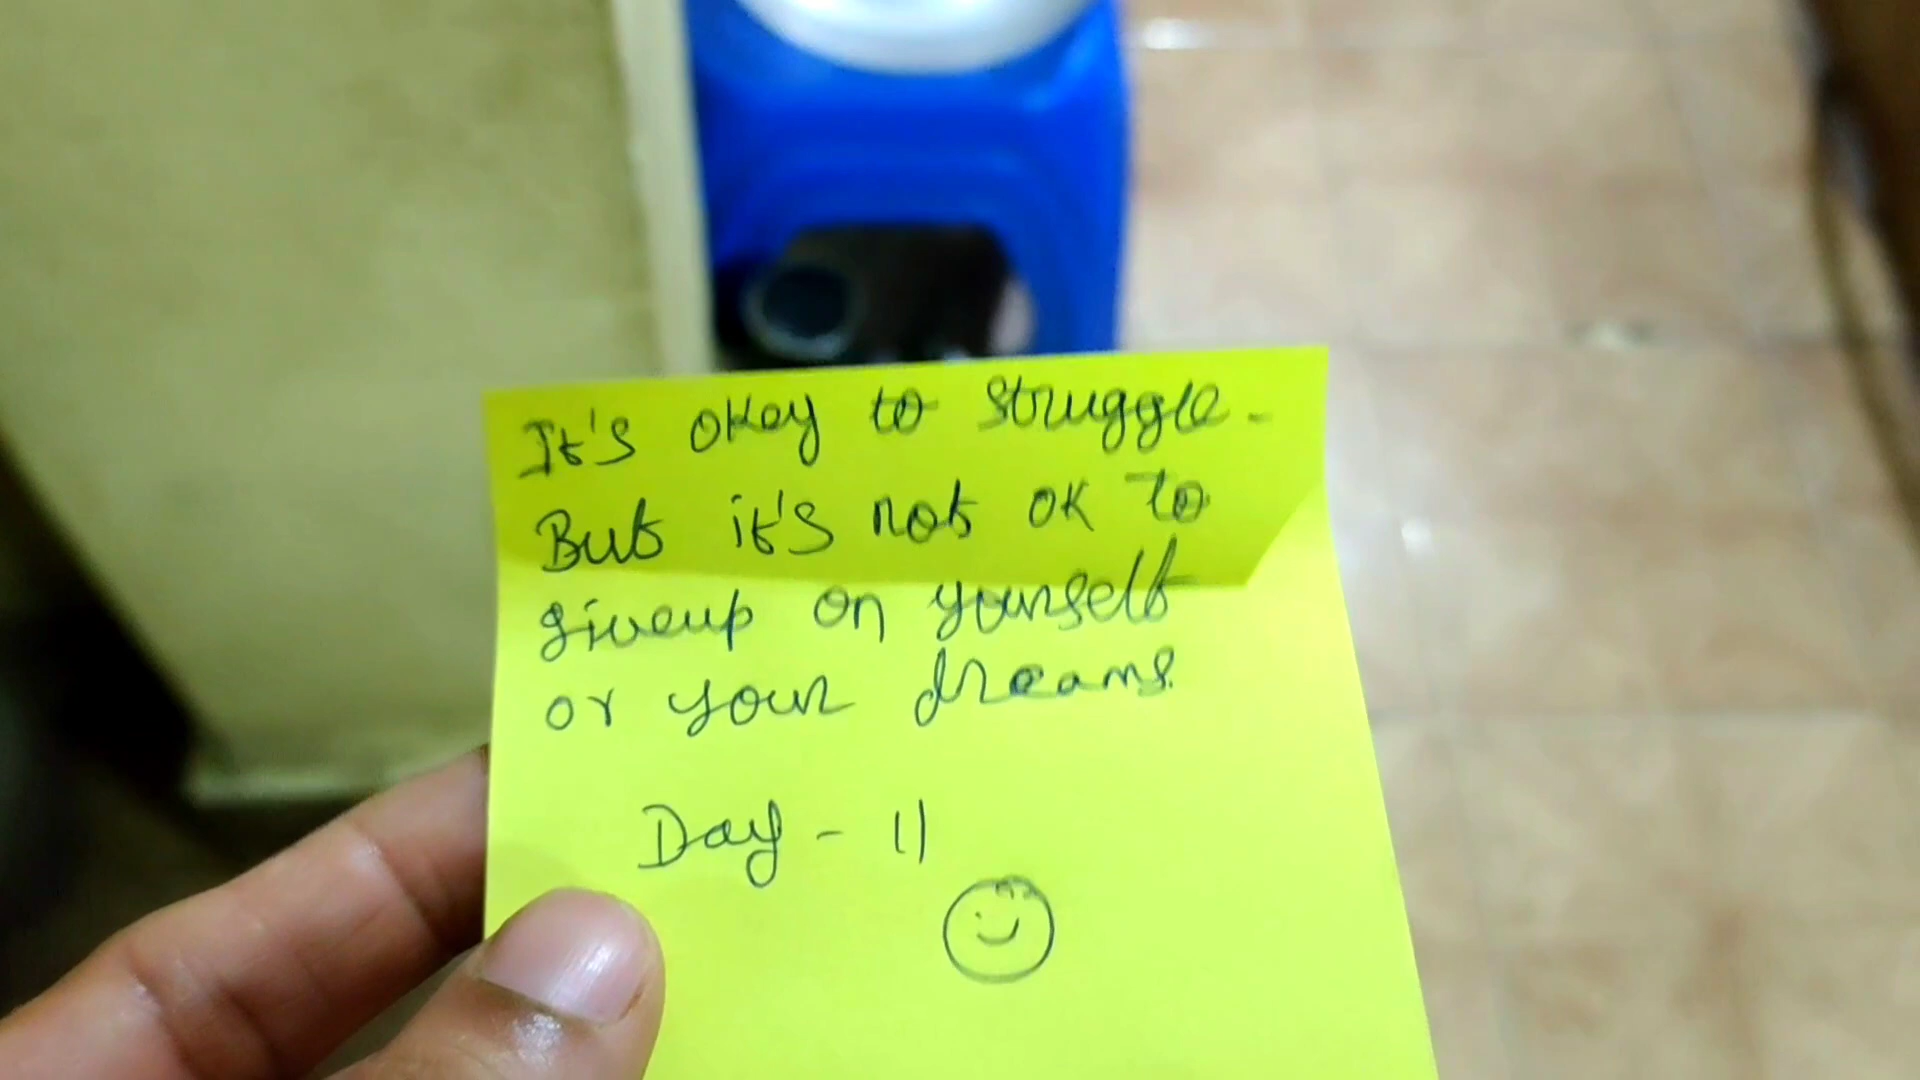 It's okey to struggle.
But it's not ok to
giveup on yourself
or your dreams.
Day - 11